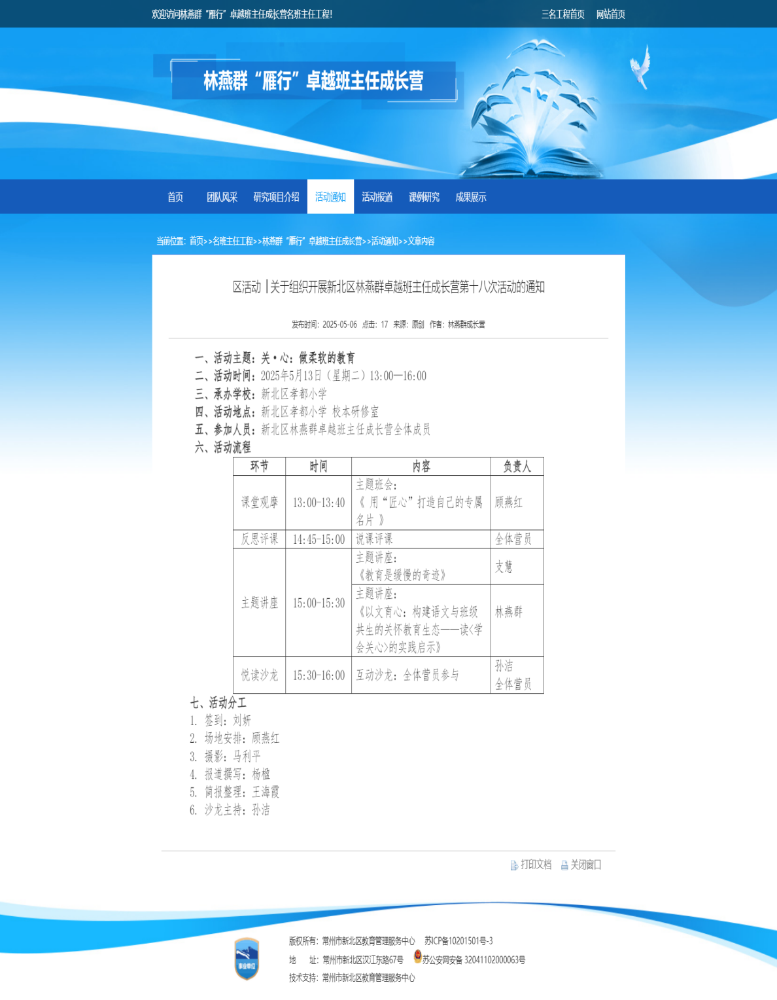 欢迎访问林燕群“雁行”卓越班主任成长营名班主任工程!
三名工程首页 网站首页
林燕群“雁行”卓越班主任成长营
首页 团队风采 研究项目介绍 活动通知 活动报道 课例研究 成果展示
当前位置：首页>>名班主任工程>>林燕群“雁行”卓越班主任成长营>>活动通知>>文章内容
区活动┃关于组织开展新北区林燕群卓越班主任成长营第十八次活动的通知
发布时间：2025-05-06 点击：17 来源：原创 作者：林燕群成长营
一、活动主题：关·心：做柔软的教育
二、活动时间：2025年5月13日（星期二）13:00—16:00
三、承办学校：新北区孝都小学
四、活动地点：新北区孝都小学 校本研修室
五、参加人员：新北区林燕群卓越班主任成长营全体成员
六、活动流程
环节 时间 内容 负责人
课堂观摩 13:00-13:40 主题班会：
《 用“匠心”打造自己的专属
名片 》 顾燕红
反思评课 14:45-15:00 说课评课 全体营员
主题讲座 15:00-15:30 主题讲座：
《教育是缓慢的奇迹》 支慧
主题讲座：
《以文育心：构建语文与班级
共生的关怀教育生态——读<学
会关心>的实践启示》 林燕群
悦读沙龙 15:30-16:00 互动沙龙：全体营员参与 孙洁
全体营员
七、活动分工
1. 签到：刘妍
2. 场地安排：顾燕红
3. 摄影：马利平
4. 报道撰写：杨楹
5. 简报整理：王海霞
6. 沙龙主持：孙洁
打印文档 关闭窗口
事业单位
版权所有：常州市新北区教育管理服务中心 苏ICP备10201501号-3
地 址：常州市新北区汉江东路67号 苏公安网安备 32041102000063号
技术支持：常州市新北区教育管理服务中心